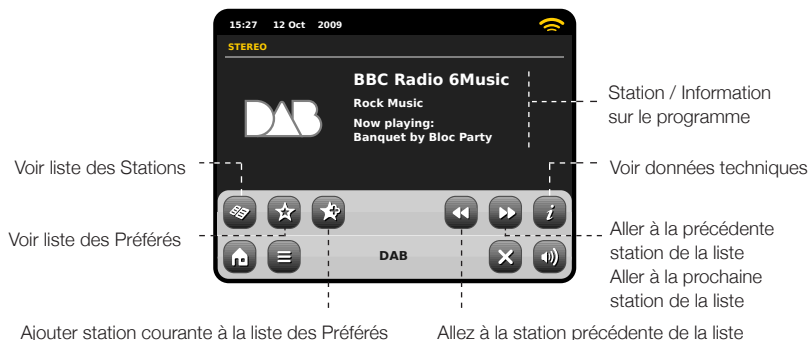 15:27 12 Oct 2009
STEREO
BBC Radio 6Music
Rock Music
Now playing:
Banquet by Bloc Party
DAB
Station / Information
sur le programme
Voir liste des Stations
Voir données techniques
Voir liste des Préférés
Aller à la précédente
station de la liste
Aller à la prochaine
station de la liste
DAB
Ajouter station courante à la liste des Préférés
Allez à la station précédente de la liste